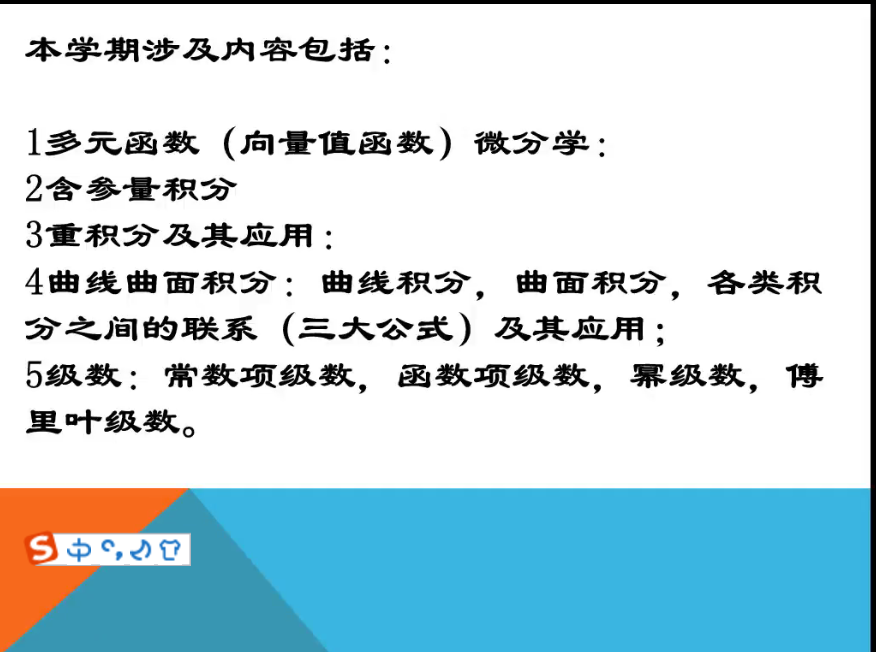 本学期涉及内容包括：
1多元函数（向量值函数）微分学：
2含参量积分
3重积分及其应用：
4曲线曲面积分：曲线积分，曲面积分，各类积
分之间的联系（三大公式）及其应用；
5级数：常数项级数，函数项级数，幂级数，傅
里叶级数。
S中